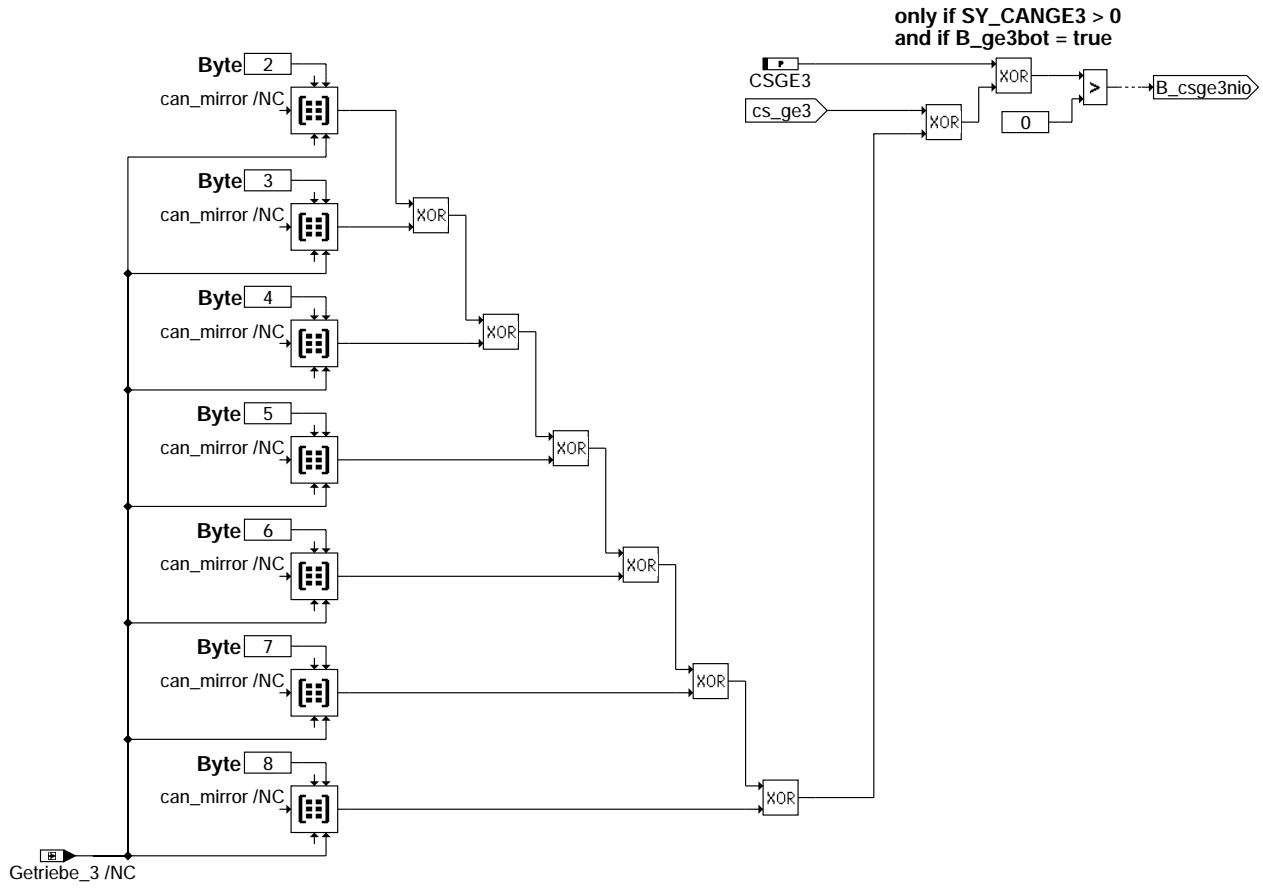 only if SY_CANGE3 > 0
and if B_ge3bot = true
P
CSGE3
XOR
>
B_csge3nio
cs_ge3
XOR
0
Byte 2
can_mirror /NC
Byte 3
can_mirror /NC
XOR
Byte 4
can_mirror /NC
XOR
Byte 5
can_mirror /NC
XOR
Byte 6
can_mirror /NC
XOR
Byte 7
can_mirror /NC
XOR
Byte 8
can_mirror /NC
XOR
Getriebe_3 /NC